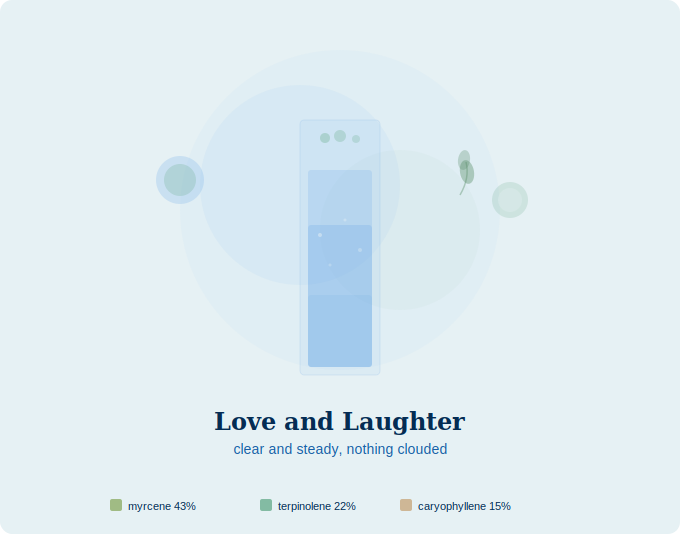 Love and Laughter
clear and steady, nothing clouded
myrcene 43% terpinolene 22% caryophyllene 15%